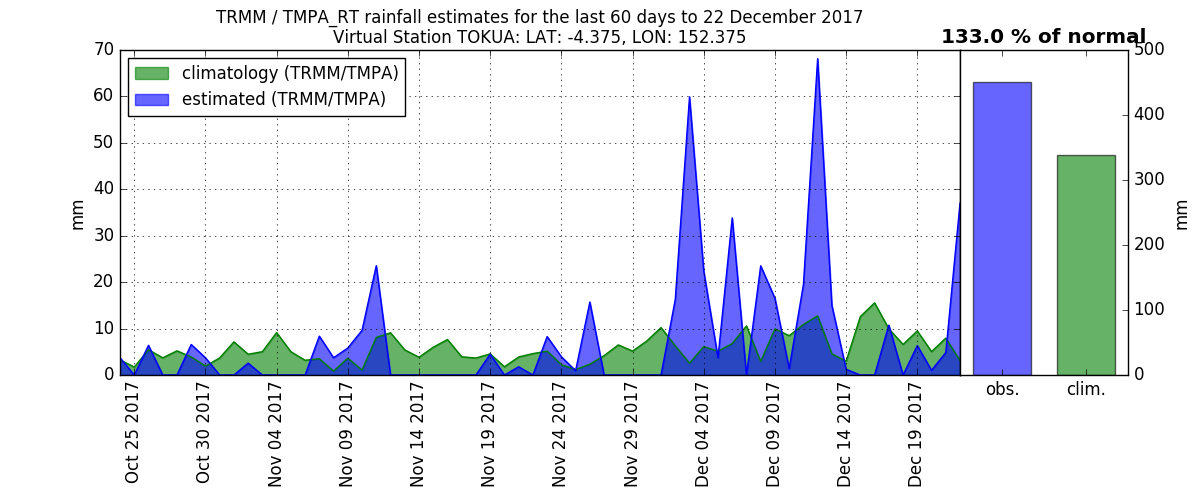 TRMM / TMPA_RT rainfall estimates for the last 60 days to 22 December 2017
Virtual Station TOKUA: LAT: -4.375, LON: 152.375
133.0 % of normal
climatology (TRMM/TMPA)
estimated (TRMM/TMPA)
70
60
50
40
30
20
10
0
mm
500
400
300
200
100
0
mm
Oct 25 2017
Oct 30 2017
Nov 04 2017
Nov 09 2017
Nov 14 2017
Nov 19 2017
Nov 24 2017
Nov 29 2017
Dec 04 2017
Dec 09 2017
Dec 14 2017
Dec 19 2017
obs.
clim.